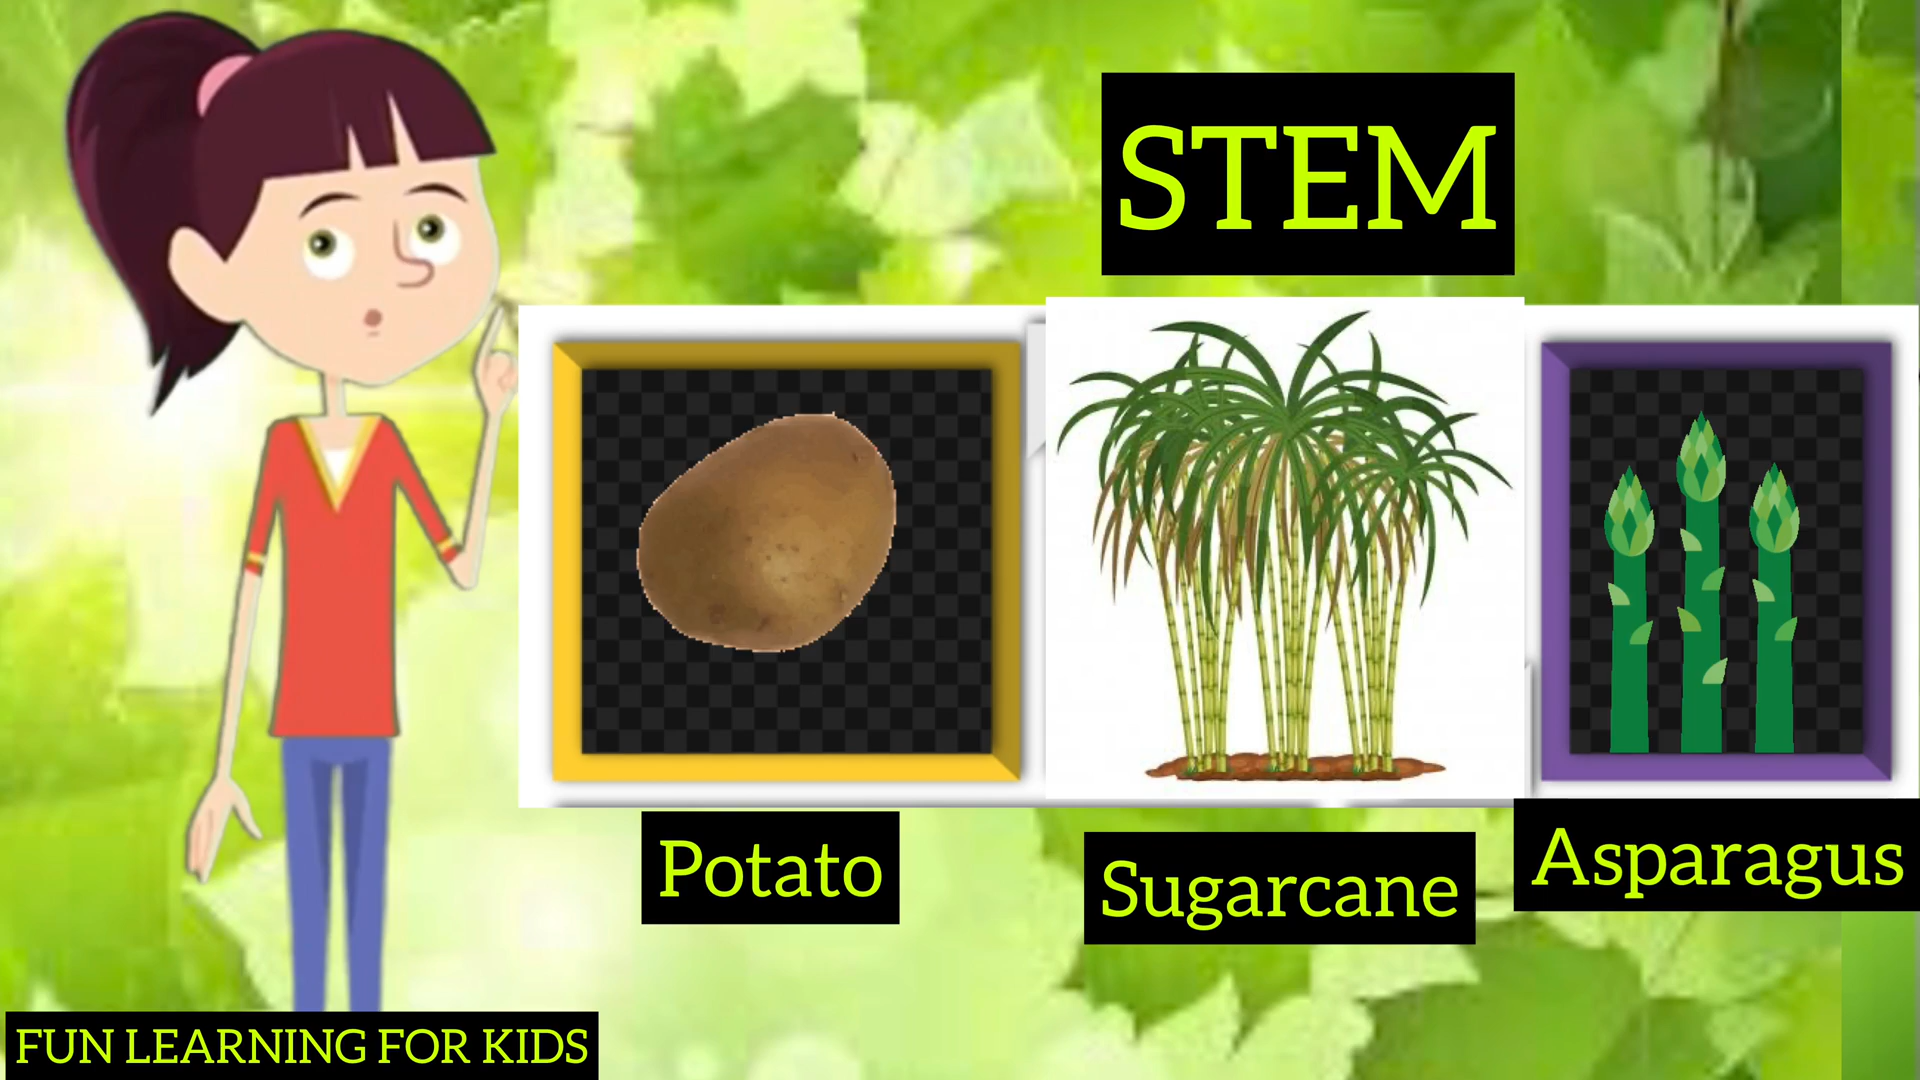 STEM
Potato
Sugarcane
Asparagus
FUN LEARNING FOR KIDS